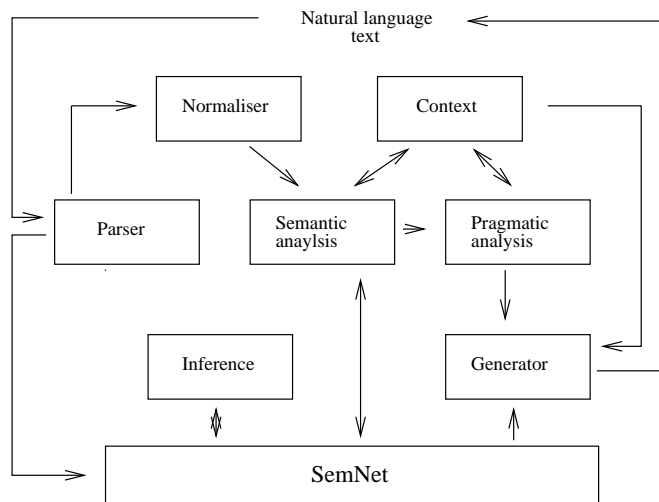 Natural language
text
Normaliser
Context
Parser
Semantic
anaylsis
Pragmatic
analysis
Inference
Generator
SemNet